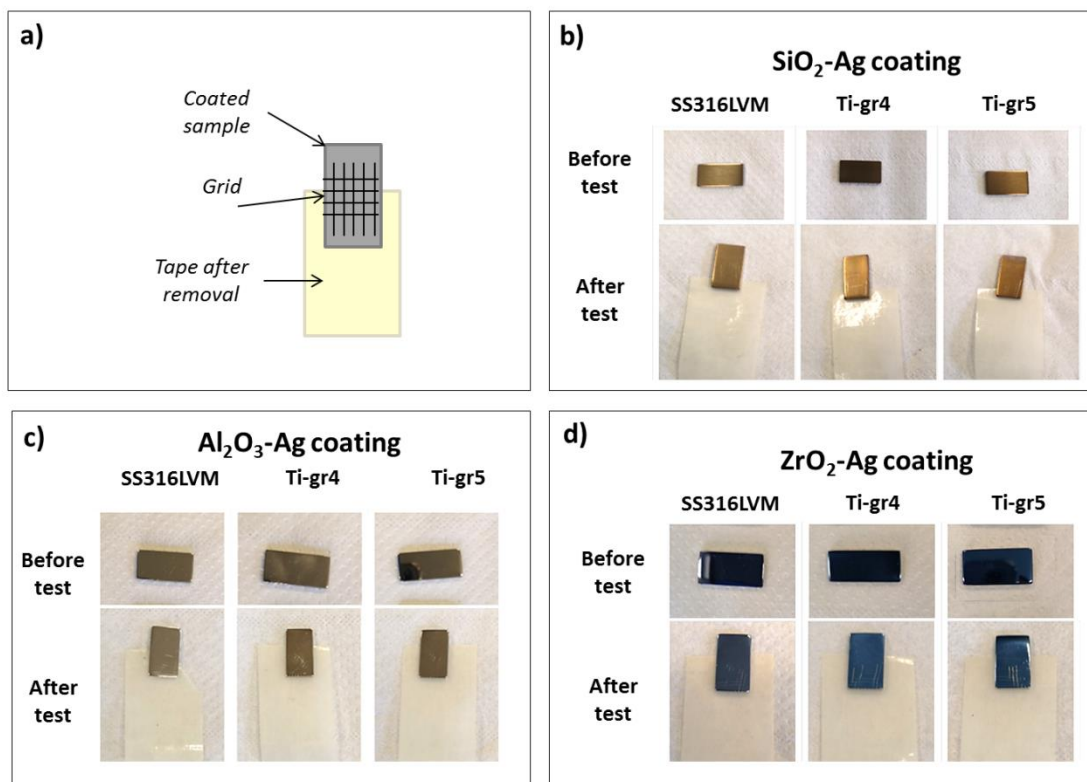 a)
Coated
sample
Grid
Tape after
removal
b)
SiO₂-Ag coating
SS316LVM Ti-gr4 Ti-gr5
Before
test
After
test
c)
Al₂O₃-Ag coating
SS316LVM Ti-gr4 Ti-gr5
Before
test
After
test
d)
ZrO₂-Ag coating
SS316LVM Ti-gr4 Ti-gr5
Before
test
After
test